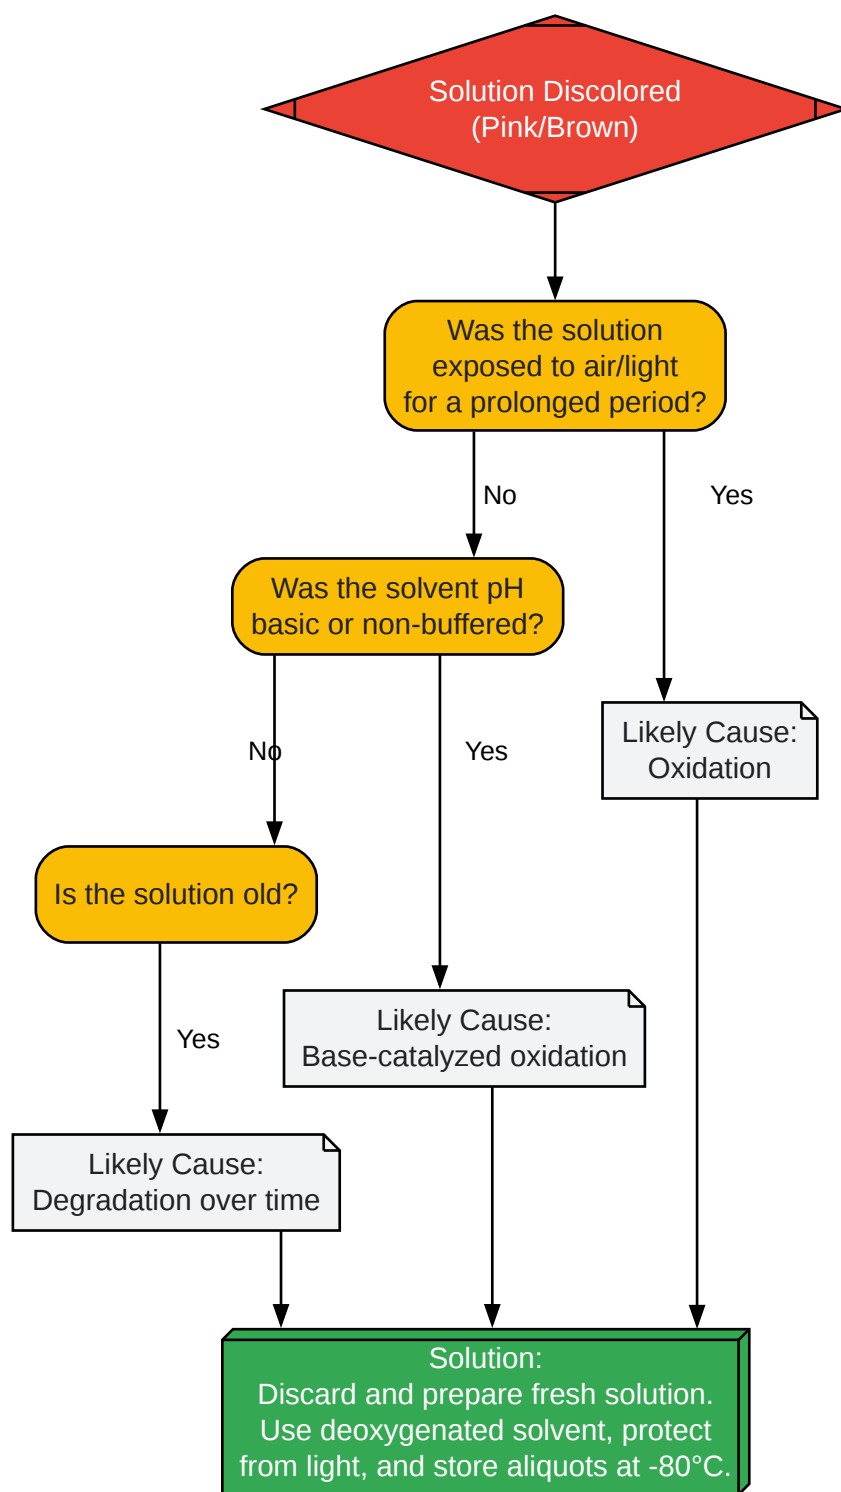 Solution Discolored
(Pink/Brown)
Was the solution
exposed to air/light
for a prolonged period?
No
Yes
Was the solvent pH
basic or non-buffered?
No
Yes
Likely Cause:
Oxidation
Is the solution old?
Yes
Likely Cause:
Base-catalyzed oxidation
Likely Cause:
Degradation over time
Solution:
Discard and prepare fresh solution.
Use deoxygenated solvent, protect
from light, and store aliquots at -80°C.